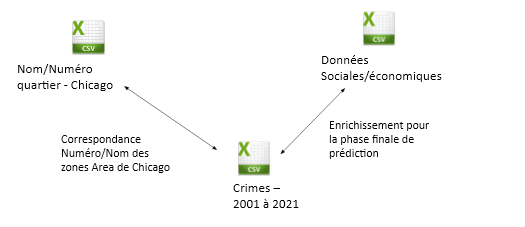 X
CSV
Nom/Numéro
quartier - Chicago
X
CSV
Données
Sociales/économiques
Correspondance
Numéro/Nom des
zones Area de Chicago
Enrichissement pour
la phase finale de
prédiction
X
CSV
Crimes –
2001 à 2021